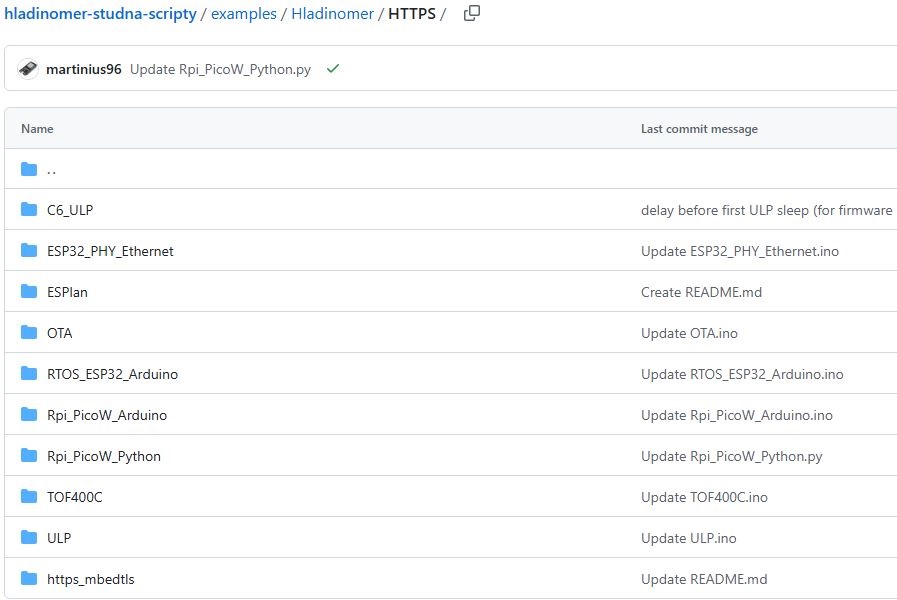 hladinomer-studna-scripty / examples / Hladinomer / HTTPS /
martinius96 Update Rpi_PicoW_Python.py
Name Last commit message
..
C6_ULP delay before first ULP sleep (for firmware
ESP32_PHY_Ethernet Update ESP32_PHY_Ethernet.ino
ESPlan Create README.md
OTA Update OTA.ino
RTOS_ESP32_Arduino Update RTOS_ESP32_Arduino.ino
Rpi_PicoW_Arduino Update Rpi_PicoW_Arduino.ino
Rpi_PicoW_Python Update Rpi_PicoW_Python.py
TOF400C Update TOF400C.ino
ULP Update ULP.ino
https_mbedtls Update README.md